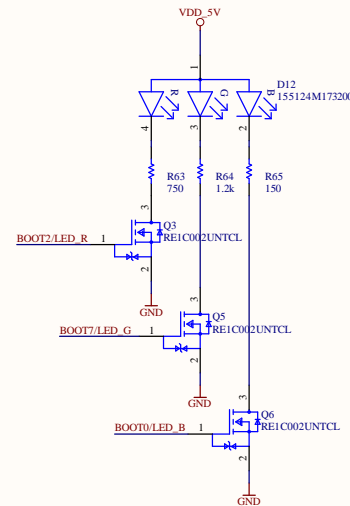 VDD_5V
1
D12
155124M173200
R
G
B
4
3
2
R63
750
R64
1.2k
R65
150
3
Q3
RE1C002UNTCL
BOOT2/LED_R
1
2
GND
3
Q5
RE1C002UNTCL
BOOT7/LED_G
1
2
GND
3
Q6
RE1C002UNTCL
BOOT0/LED_B
1
2
GND